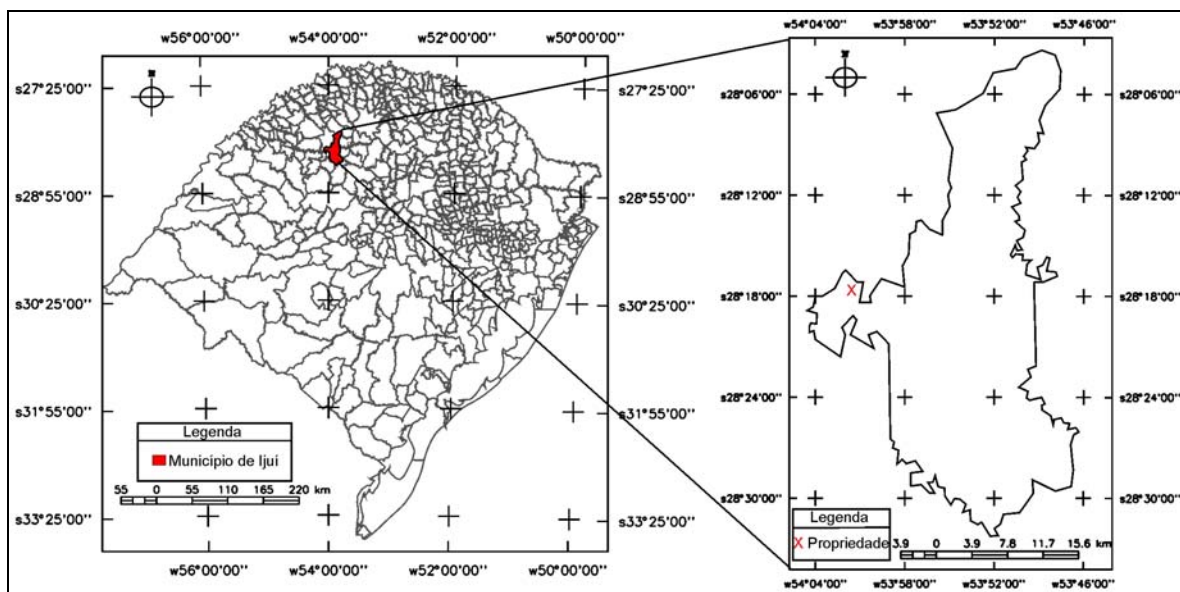 w56°00'00'' w54°00'00'' w52°00'00'' w50°00'00''
s27°25'00'' s27°25'00''
s28°55'00'' s28°55'00''
s30°25'00'' s30°25'00''
s31°55'00'' s31°55'00''
Legenda
Município de Ijuí
55 0 55 110 165 220 km
s33°25'00'' s33°25'00''
w56°00'00'' w54°00'00'' w52°00'00'' w50°00'00''
w54°04'00'' w53°58'00'' w53°52'00'' w53°46'00''
s28°06'00'' s28°06'00''
s28°12'00'' s28°12'00''
s28°18'00'' s28°18'00''
s28°24'00'' s28°24'00''
s28°30'00'' s28°30'00''
Legenda
X Propriedade
3.9 0 3.9 7.8 11.7 15.6 km
w54°04'00'' w53°58'00'' w53°52'00'' w53°46'00''